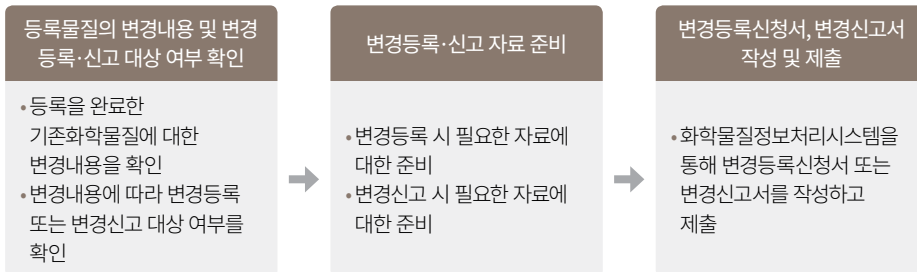 등록물질의 변경내용 및 변경
등록·신고 대상 여부 확인
•등록을 완료한
기존화학물질에 대한
변경내용을 확인
•변경내용에 따라 변경등록
또는 변경신고 대상 여부를
확인
변경등록·신고 자료 준비
•변경등록 시 필요한 자료에
대한 준비
•변경신고 시 필요한 자료에
대한 준비
변경등록신청서, 변경신고서
작성 및 제출
•화학물질정보처리시스템을
통해 변경등록신청서 또는
변경신고서를 작성하고
제출